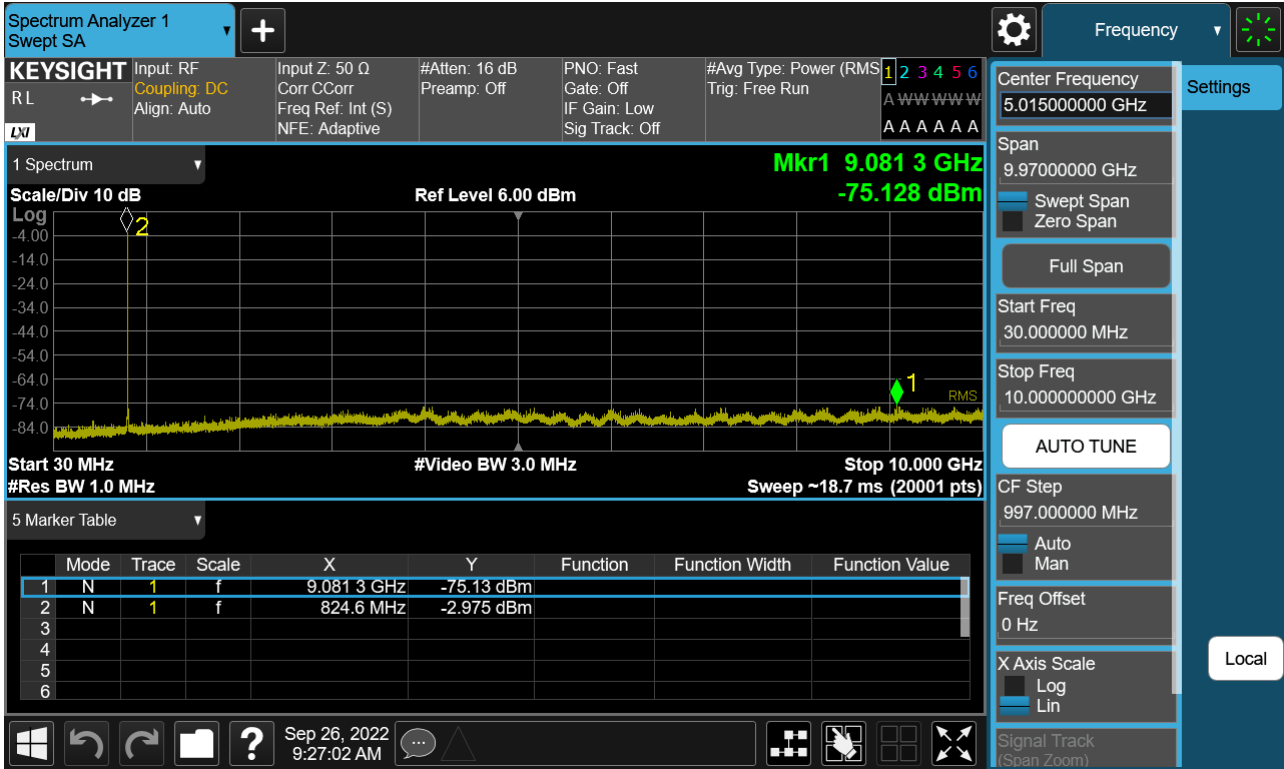 Spectrum Analyzer 1
Swept SA
+
Frequency
KEYSIGHT
R L
LXI
Input: RF
Coupling: DC
Align: Auto
Input Z: 50 Ω
Corr CCorr
Freq Ref: Int (S)
NFE: Adaptive
#Atten: 16 dB
Preamp: Off
PNO: Fast
Gate: Off
IF Gain: Low
Sig Track: Off
#Avg Type: Power (RMS
Trig: Free Run
1 2 3 4 5 6
A W W W W W
A A A A A A
Center Frequency
5.015000000 GHz
Settings
Span
9.97000000 GHz
Swept Span
Zero Span
Full Span
Start Freq
30.000000 MHz
Stop Freq
10.000000000 GHz
AUTO TUNE
CF Step
997.000000 MHz
Auto
Man
Freq Offset
0 Hz
X Axis Scale
Log
Lin
Signal Track
(Span Zoom)
Local
1 Spectrum
Mkr1 9.081 3 GHz
-75.128 dBm
Scale/Div 10 dB
Ref Level 6.00 dBm
Log
-4.00
-14.0
-24.0
-34.0
-44.0
-54.0
-64.0
-74.0
-84.0
2
1
RMS
Start 30 MHz
#Video BW 3.0 MHz
Stop 10.000 GHz
#Res BW 1.0 MHz
Sweep ~18.7 ms (20001 pts)
5 Marker Table
Mode Trace Scale X Y Function Function Width Function Value
1 N 1 f 9.081 3 GHz -75.13 dBm
2 N 1 f 824.6 MHz -2.975 dBm
3
4
5
6
?
Sep 26, 2022
9:27:02 AM